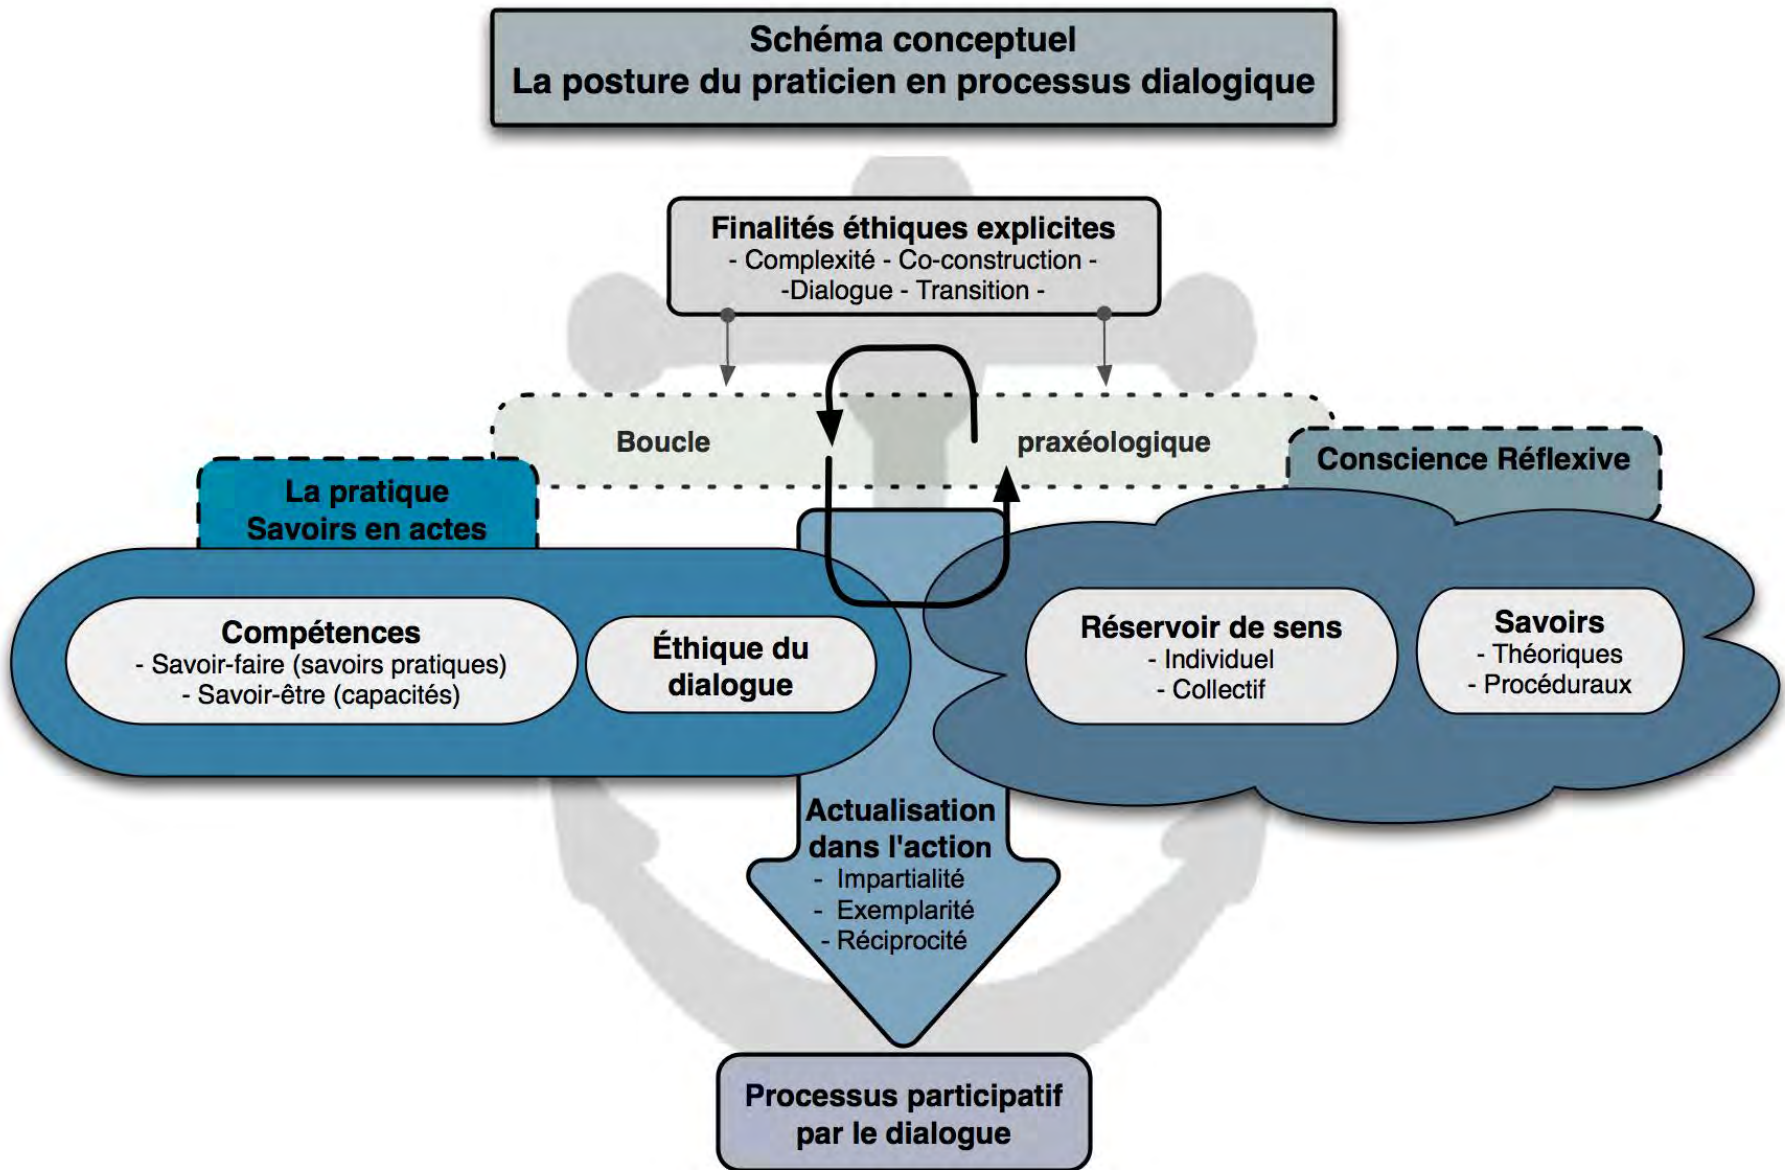 Schéma conceptuel
La posture du praticien en processus dialogique
Finalités éthiques explicites
- Complexité - Co-construction -
-Dialogue - Transition -
Boucle praxéologique
La pratique
Savoirs en actes
Conscience Réflexive
Compétences
- Savoir-faire (savoirs pratiques)
- Savoir-être (capacités)
Éthique du
dialogue
Réservoir de sens
- Individuel
- Collectif
Savoirs
- Théoriques
- Procéduraux
Actualisation
dans l'action
- Impartialité
- Exemplarité
- Réciprocité
Processus participatif
par le dialogue